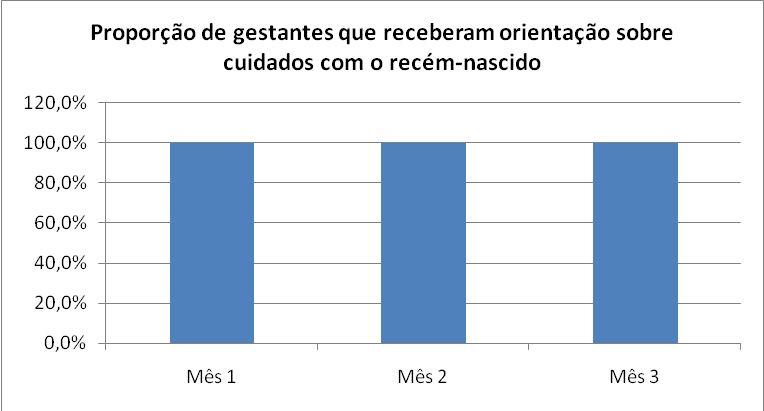 Proporção de gestantes que receberam orientação sobre
cuidados com o recém-nascido
120,0%
100,0%
80,0%
60,0%
40,0%
20,0%
0,0%
Mês 1 Mês 2 Mês 3